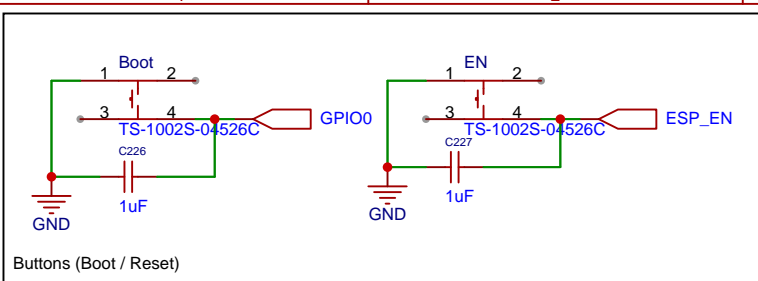 Boot
1 2
3 4
TS-1002S-04526C
GPIO0
C226
1uF
GND
EN
1 2
3 4
TS-1002S-04526C
ESP_EN
C227
1uF
GND
Buttons (Boot / Reset)